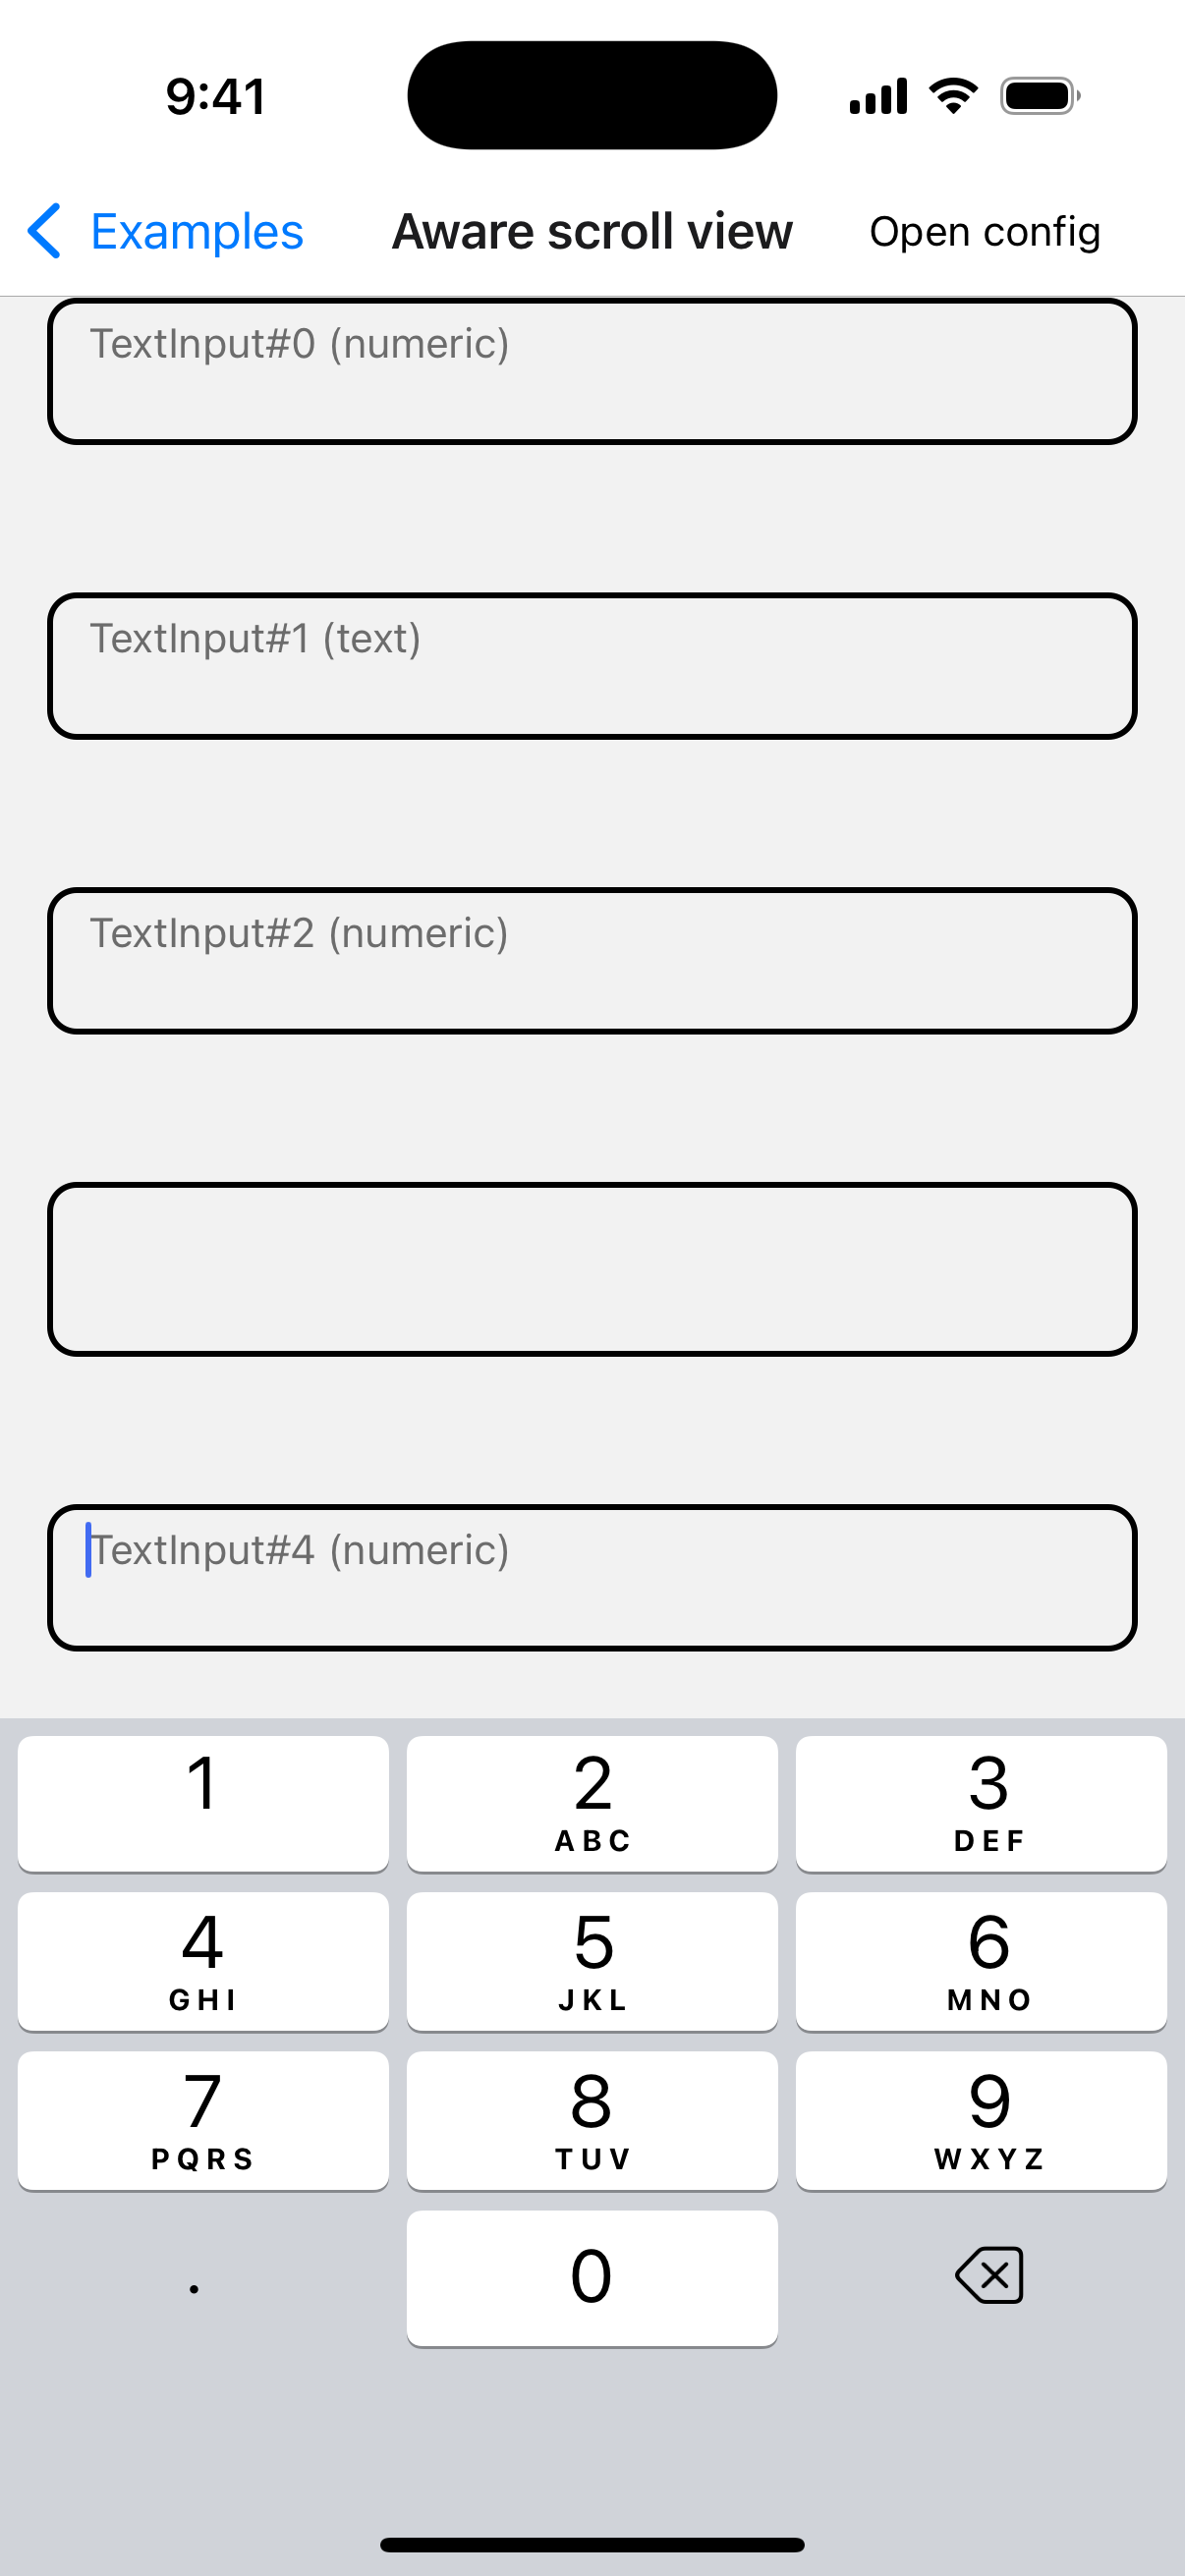 9:41
Examples
Aware scroll view
Open config
TextInput#0 (numeric)
TextInput#1 (text)
TextInput#2 (numeric)
TextInput#4 (numeric)
1
2
ABC
3
DEF
4
GHI
5
JKL
6
MNO
7
PQRS
8
TUV
9
WXYZ
.
0